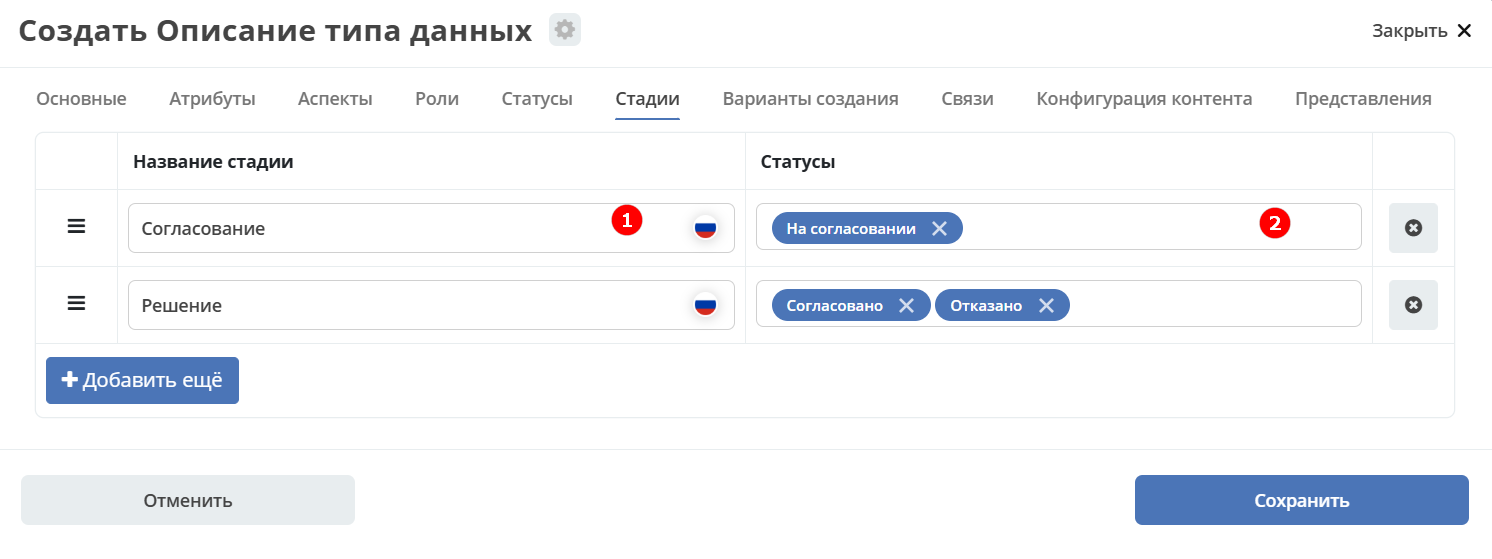 Создать Описание типа данных
Закрыть
Основные Атрибуты Аспекты Роли Статусы Стадии Варианты создания Связи Конфигурация контента Представления
Название стадии Статусы
Согласование 1 На согласовании 2
Решение Согласовано Отказано
Добавить ещё
Отменить Сохранить